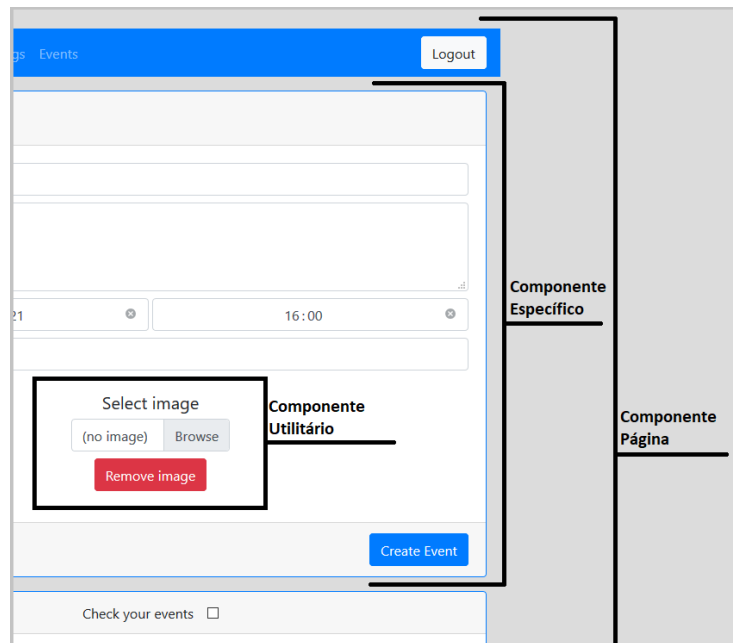 Events
Logout
21
16:00
Componente
Específico
Select image
(no image) Browse
Remove image
Componente
Utilitário
Componente
Página
Create Event
Check your events